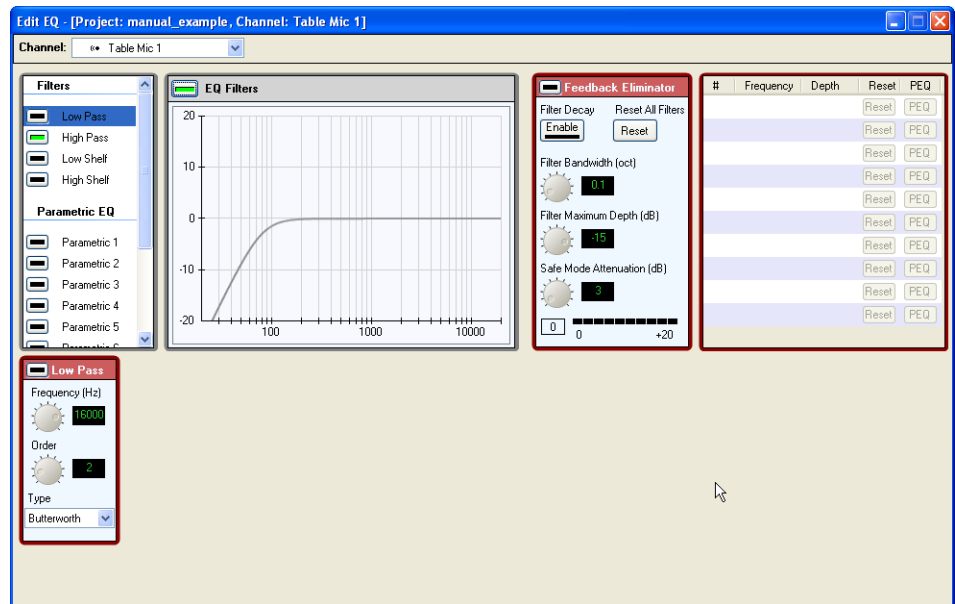 Edit EQ - [Project: manual_example, Channel: Table Mic 1]
Channel: Table Mic 1
Filters
Low Pass
High Pass
Low Shelf
High Shelf
Parametric EQ
Parametric 1
Parametric 2
Parametric 3
Parametric 4
Parametric 5
EQ Filters
20
10
0
-10
-20
100 1000 10000
Feedback Eliminator
Filter Decay Reset All Filters
Enable Reset
Filter Bandwidth (oct)
0.1
Filter Maximum Depth (dB)
-15
Safe Mode Attenuation (dB)
3
0
0 +20
# Frequency Depth Reset PEQ
Reset PEQ
Reset PEQ
Reset PEQ
Reset PEQ
Reset PEQ
Reset PEQ
Reset PEQ
Reset PEQ
Reset PEQ
Reset PEQ
Low Pass
Frequency (Hz)
16000
Order
2
Type
Butterworth